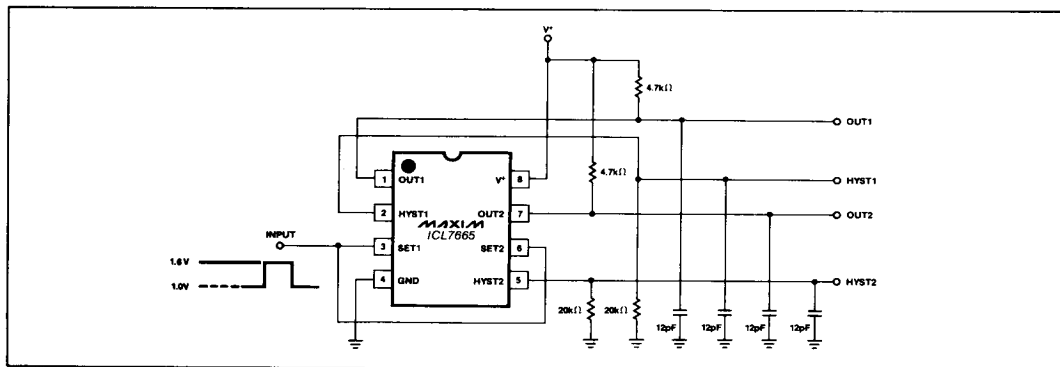 V+
4.7kΩ
OUT1
4.7kΩ
HYST1
OUT2
HYST2
1 OUT1 V+ 8
2 HYST1 OUT2 7
MAXIM
ICL7665
INPUT
3 SET1 SET2 6
4 GND HYST2 5
1.6V
1.0V
20kΩ 20kΩ 12pF 12pF 12pF 12pF